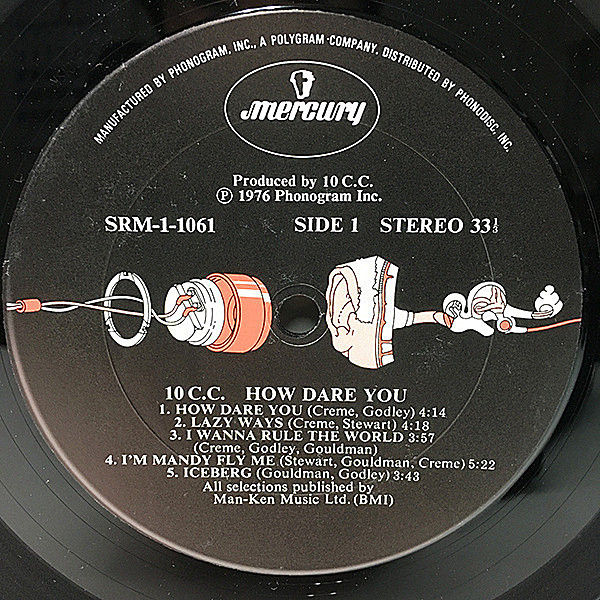 MANUFACTURED BY PHONOGRAM, INC., A POLYGRAM COMPANY, DISTRIBUTED BY PHONODISC, INC.
mercury
Produced by 10 C.C.
Ⓟ 1976 Phonogram Inc.
SRM-1-1061 SIDE 1 STEREO 33⅓
10 C.C. HOW DARE YOU
1. HOW DARE YOU (Creme, Godley) 4:14
2. LAZY WAYS (Creme, Stewart) 4:18
3. I WANNA RULE THE WORLD 3:57
(Creme, Godley, Gouldman)
4. I'M MANDY FLY ME (Stewart, Gouldman, Creme) 5:22
5. ICEBERG (Gouldman, Godley) 3:43
All selections published by
Man-Ken Music Ltd. (BMI)